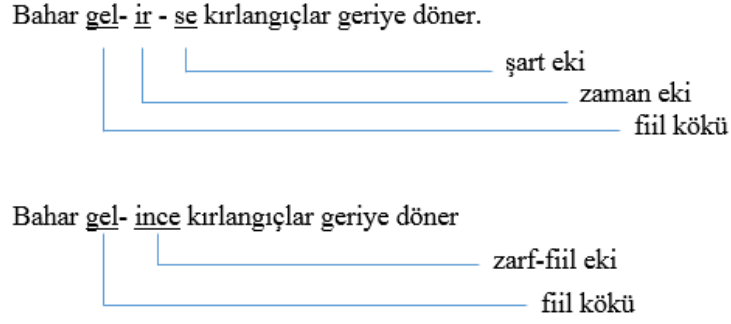 Bahar gel- ir - se kırlangıçlar geriye döner.
şart eki
zaman eki
fiil kökü
Bahar gel- ince kırlangıçlar geriye döner
zarf-fiil eki
fiil kökü